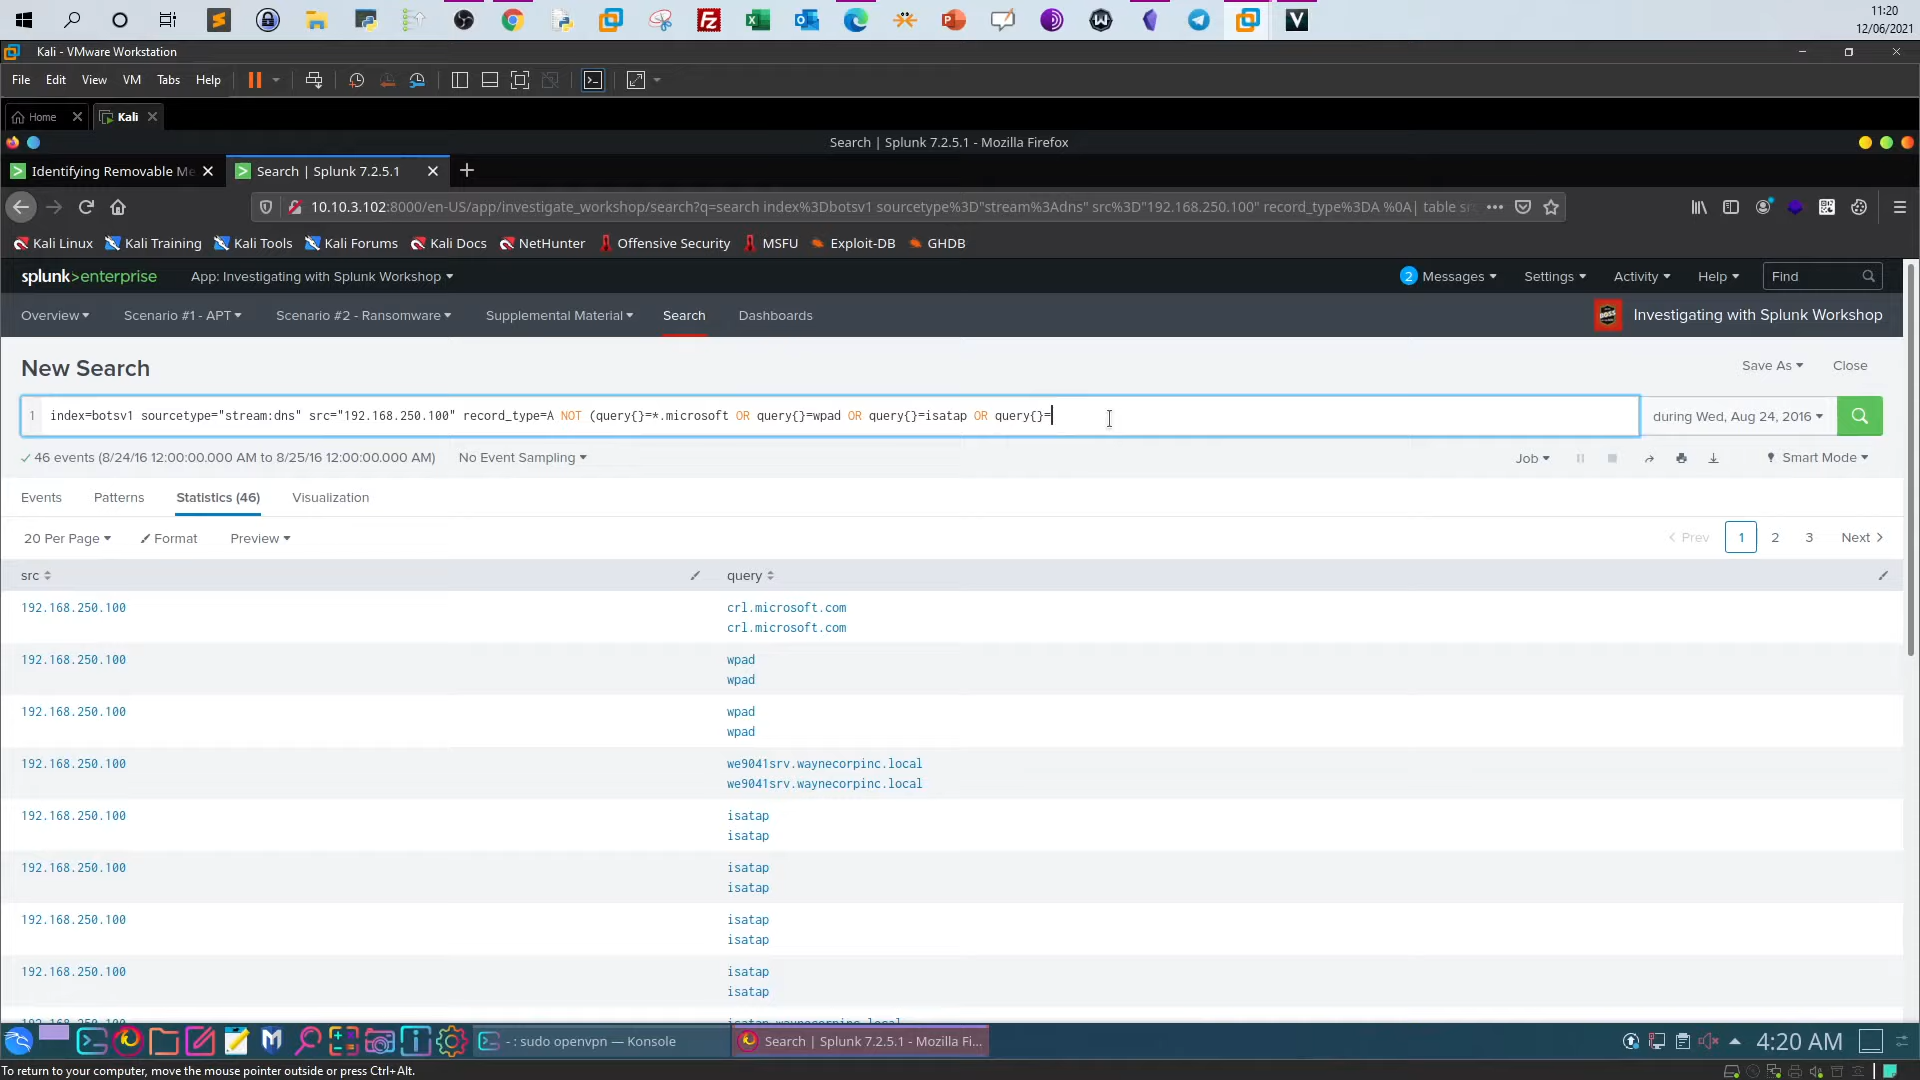 11:20
12/06/2021
Kali - VMware Workstation
File Edit View VM Tabs Help
Home Kali
Search | Splunk 7.2.5.1 - Mozilla Firefox
Identifying Removable Me Search | Splunk 7.2.5.1
10.10.3.102:8000/en-US/app/investigate_workshop/search?q=search index%3Dbotsv1 sourcetype%3D"stream%3Adns" src%3D"192.168.250.100" record_type%3DA %0A| table src
Kali Linux Kali Training Kali Tools Kali Forums Kali Docs NetHunter Offensive Security MSFU Exploit-DB GHDB
splunk>enterprise App: Investigating with Splunk Workshop 2 Messages Settings Activity Help Find
Overview Scenario #1 - APT Scenario #2 - Ransomware Supplemental Material Search Dashboards Investigating with Splunk Workshop
New Search Save As Close
1 index=botsv1 sourcetype="stream:dns" src="192.168.250.100" record_type=A NOT (query{}=*.microsoft OR query{}=wpad OR query{}=isatap OR query{}= during Wed, Aug 24, 2016
46 events (8/24/16 12:00:00.000 AM to 8/25/16 12:00:00.000 AM) No Event Sampling Job Smart Mode
Events Patterns Statistics (46) Visualization
20 Per Page Format Preview < Prev 1 2 3 Next >
src query
192.168.250.100 crl.microsoft.com
crl.microsoft.com
192.168.250.100 wpad
wpad
192.168.250.100 wpad
wpad
192.168.250.100 we9041srv.waynecorpinc.local
we9041srv.waynecorpinc.local
192.168.250.100 isatap
isatap
192.168.250.100 isatap
isatap
192.168.250.100 isatap
isatap
192.168.250.100 isatap
isatap
192.168.250.100 isatap.waynecorpinc.local
- : sudo openvpn — Konsole Search | Splunk 7.2.5.1 - Mozilla Fi... 4:20 AM
To return to your computer, move the mouse pointer outside or press Ctrl+Alt.